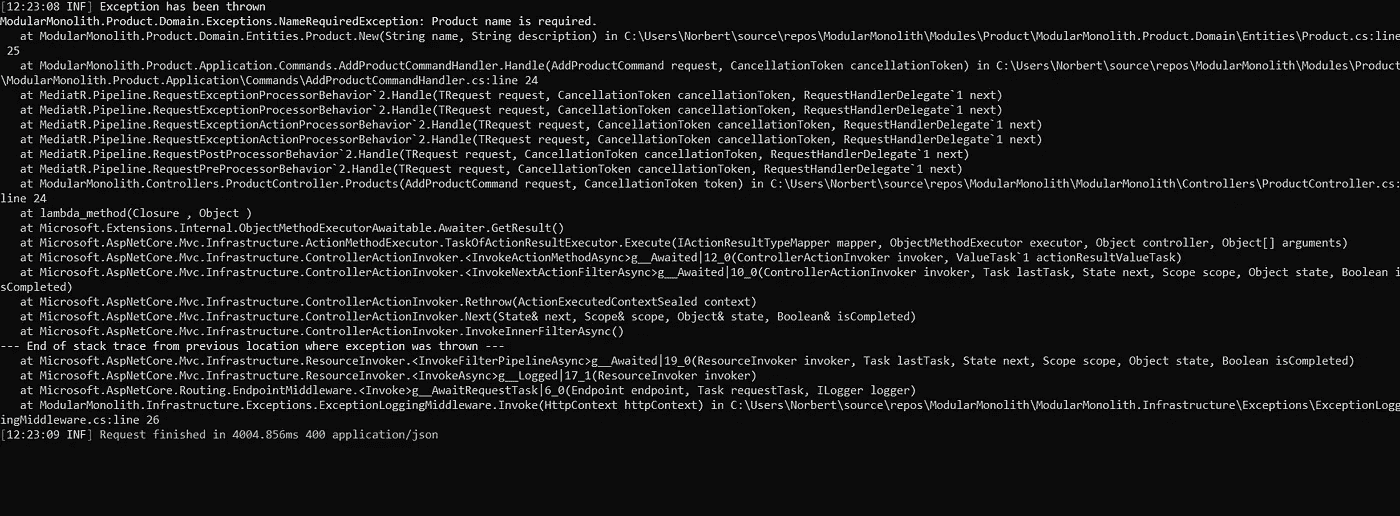 [12:23:08 INF] Exception has been thrown
ModularMonolith.Product.Domain.Exceptions.NameRequiredException: Product name is required.
   at ModularMonolith.Product.Domain.Entities.Product.New(String name, String description) in C:\Users\Norbert\source\repos\ModularMonolith\Modules\Product\ModularMonolith.Product.Domain\Entities\Product.cs:line
 25
   at ModularMonolith.Product.Application.Commands.AddProductCommandHandler.Handle(AddProductCommand request, CancellationToken cancellationToken) in C:\Users\Norbert\source\repos\ModularMonolith\Modules\Product
\ModularMonolith.Product.Application\Commands\AddProductCommandHandler.cs:line 24
   at MediatR.Pipeline.RequestExceptionProcessorBehavior`2.Handle(TRequest request, CancellationToken cancellationToken, RequestHandlerDelegate`1 next)
   at MediatR.Pipeline.RequestExceptionProcessorBehavior`2.Handle(TRequest request, CancellationToken cancellationToken, RequestHandlerDelegate`1 next)
   at MediatR.Pipeline.RequestExceptionActionProcessorBehavior`2.Handle(TRequest request, CancellationToken cancellationToken, RequestHandlerDelegate`1 next)
   at MediatR.Pipeline.RequestExceptionActionProcessorBehavior`2.Handle(TRequest request, CancellationToken cancellationToken, RequestHandlerDelegate`1 next)
   at MediatR.Pipeline.RequestPostProcessorBehavior`2.Handle(TRequest request, CancellationToken cancellationToken, RequestHandlerDelegate`1 next)
   at MediatR.Pipeline.RequestPreProcessorBehavior`2.Handle(TRequest request, CancellationToken cancellationToken, RequestHandlerDelegate`1 next)
   at ModularMonolith.Controllers.ProductController.Products(AddProductCommand request, CancellationToken token) in C:\Users\Norbert\source\repos\ModularMonolith\ModularMonolith\Controllers\ProductController.cs:
line 24
   at lambda_method(Closure , Object )
   at Microsoft.Extensions.Internal.ObjectMethodExecutorAwaitable.Awaiter.GetResult()
   at Microsoft.AspNetCore.Mvc.Infrastructure.ActionMethodExecutor.TaskOfActionResultExecutor.Execute(IActionResultTypeMapper mapper, ObjectMethodExecutor executor, Object controller, Object[] arguments)
   at Microsoft.AspNetCore.Mvc.Infrastructure.ControllerActionInvoker.<InvokeActionMethodAsync>g__Awaited|12_0(ControllerActionInvoker invoker, ValueTask`1 actionResultValueTask)
   at Microsoft.AspNetCore.Mvc.Infrastructure.ControllerActionInvoker.<InvokeNextActionFilterAsync>g__Awaited|10_0(ControllerActionInvoker invoker, Task lastTask, State next, Scope scope, Object state, Boolean i
sCompleted)
   at Microsoft.AspNetCore.Mvc.Infrastructure.ControllerActionInvoker.Rethrow(ActionExecutedContextSealed context)
   at Microsoft.AspNetCore.Mvc.Infrastructure.ControllerActionInvoker.Next(State& next, Scope& scope, Object& state, Boolean& isCompleted)
   at Microsoft.AspNetCore.Mvc.Infrastructure.ControllerActionInvoker.InvokeInnerFilterAsync()
--- End of stack trace from previous location where exception was thrown ---
   at Microsoft.AspNetCore.Mvc.Infrastructure.ResourceInvoker.<InvokeFilterPipelineAsync>g__Awaited|19_0(ResourceInvoker invoker, Task lastTask, State next, Scope scope, Object state, Boolean isCompleted)
   at Microsoft.AspNetCore.Mvc.Infrastructure.ResourceInvoker.<InvokeAsync>g__Logged|17_1(ResourceInvoker invoker)
   at Microsoft.AspNetCore.Routing.EndpointMiddleware.<Invoke>g__AwaitRequestTask|6_0(Endpoint endpoint, Task requestTask, ILogger logger)
   at ModularMonolith.Infrastructure.Exceptions.ExceptionLoggingMiddleware.Invoke(HttpContext httpContext) in C:\Users\Norbert\source\repos\ModularMonolith\ModularMonolith.Infrastructure\Exceptions\ExceptionLogg
ingMiddleware.cs:line 26
[12:23:09 INF] Request finished in 4004.856ms 400 application/json